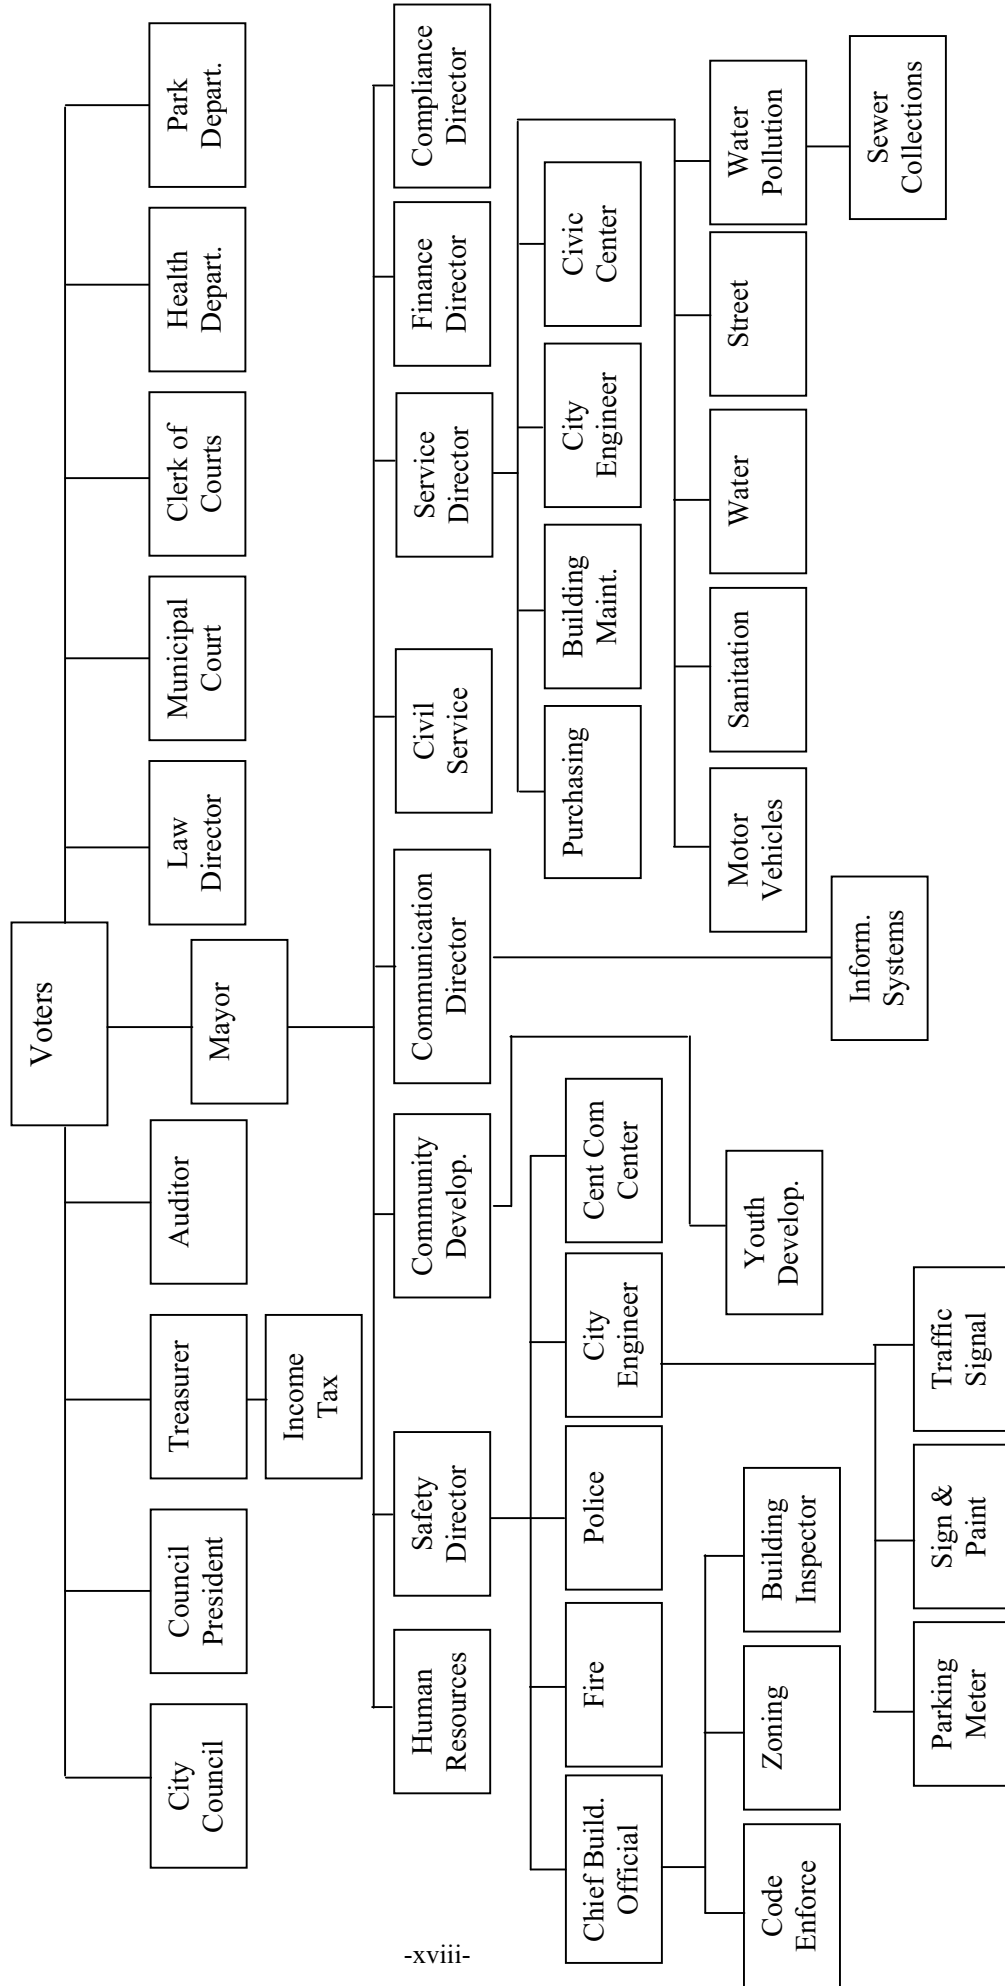 Voters
City
Council
Council
President
Treasurer
Auditor
Mayor
Law
Director
Municipal
Court
Clerk of
Courts
Health
Depart.
Park
Depart.
Income
Tax
Human
Resources
Safety
Director
Community
Develop.
Communication
Director
Civil
Service
Service
Director
Finance
Director
Compliance
Director
Chief Build.
Official
Fire
Police
City
Engineer
Cent Com
Center
Purchasing
Building
Maint.
City
Engineer
Civic
Center
Code
Enforce
Zoning
Building
Inspector
Youth
Develop.
Motor
Vehicles
Sanitation
Water
Street
Water
Pollution
Inform.
Systems
Sewer
Collections
Parking
Meter
Sign &
Paint
Traffic
Signal
-xviii-